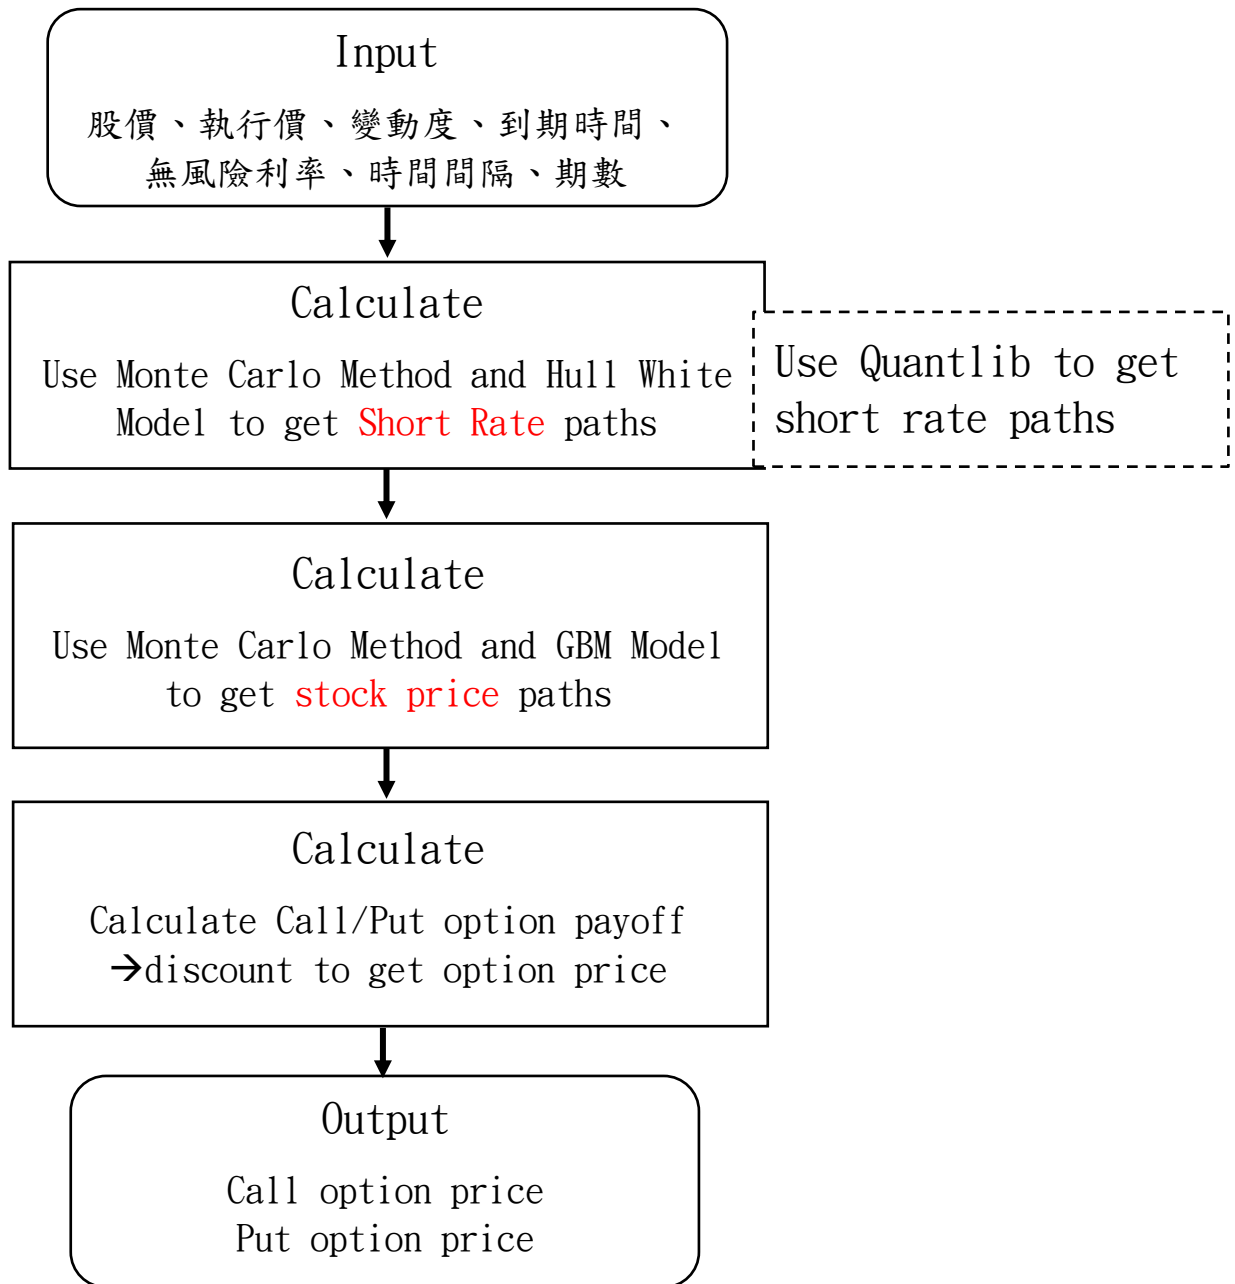 Input
股價、執行價、變動度、到期時間、
無風險利率、時間間隔、期數
Calculate
Use Monte Carlo Method and Hull White
Model to get Short Rate paths
Use Quantlib to get
short rate paths
Calculate
Use Monte Carlo Method and GBM Model
to get stock price paths
Calculate
Calculate Call/Put option payoff
→discount to get option price
Output
Call option price
Put option price